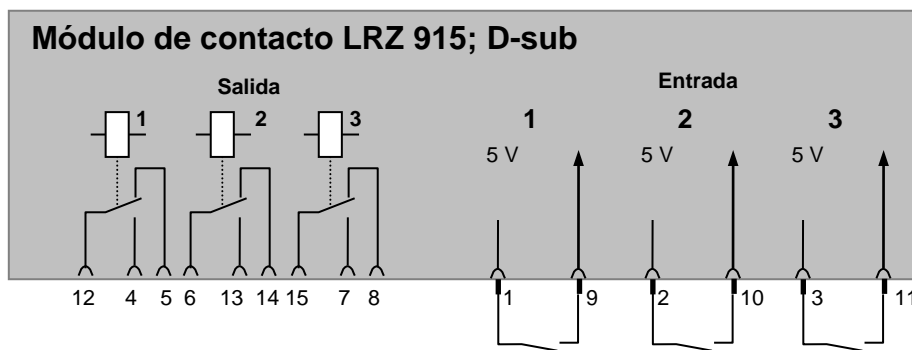 Módulo de contacto LRZ 915; D-sub
Salida
Entrada
1 2 3
1 2 3
5 V 5 V 5 V
12 4 5 6 13 14 15 7 8
1 9 2 10 3 11